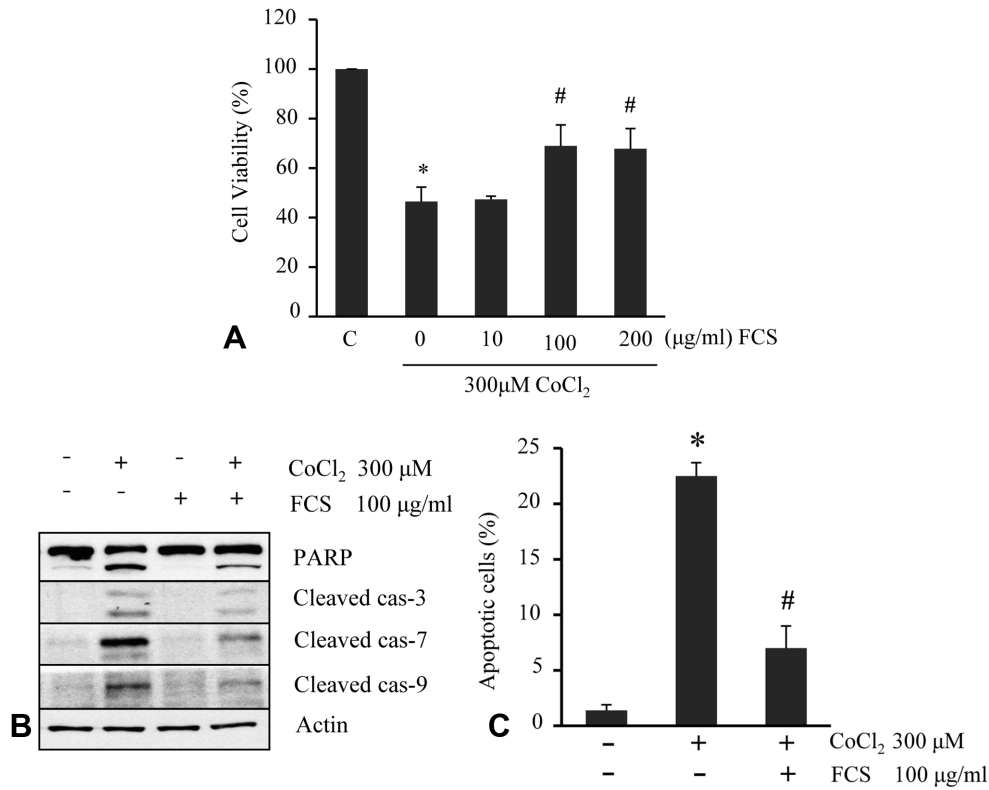 120
100
80
60
40
20
0
Cell Viability (%)
*
#
#
C 0 10 100 200 (μg/ml) FCS
300μM CoCl2
A
- + - + CoCl2 300 μM
- - + + FCS 100 μg/ml
PARP
Cleaved cas-3
Cleaved cas-7
Cleaved cas-9
Actin
B
25
20
15
10
5
0
Apoptotic cells (%)
*
#
- + + CoCl2 300 μM
- - + FCS 100 μg/ml
C